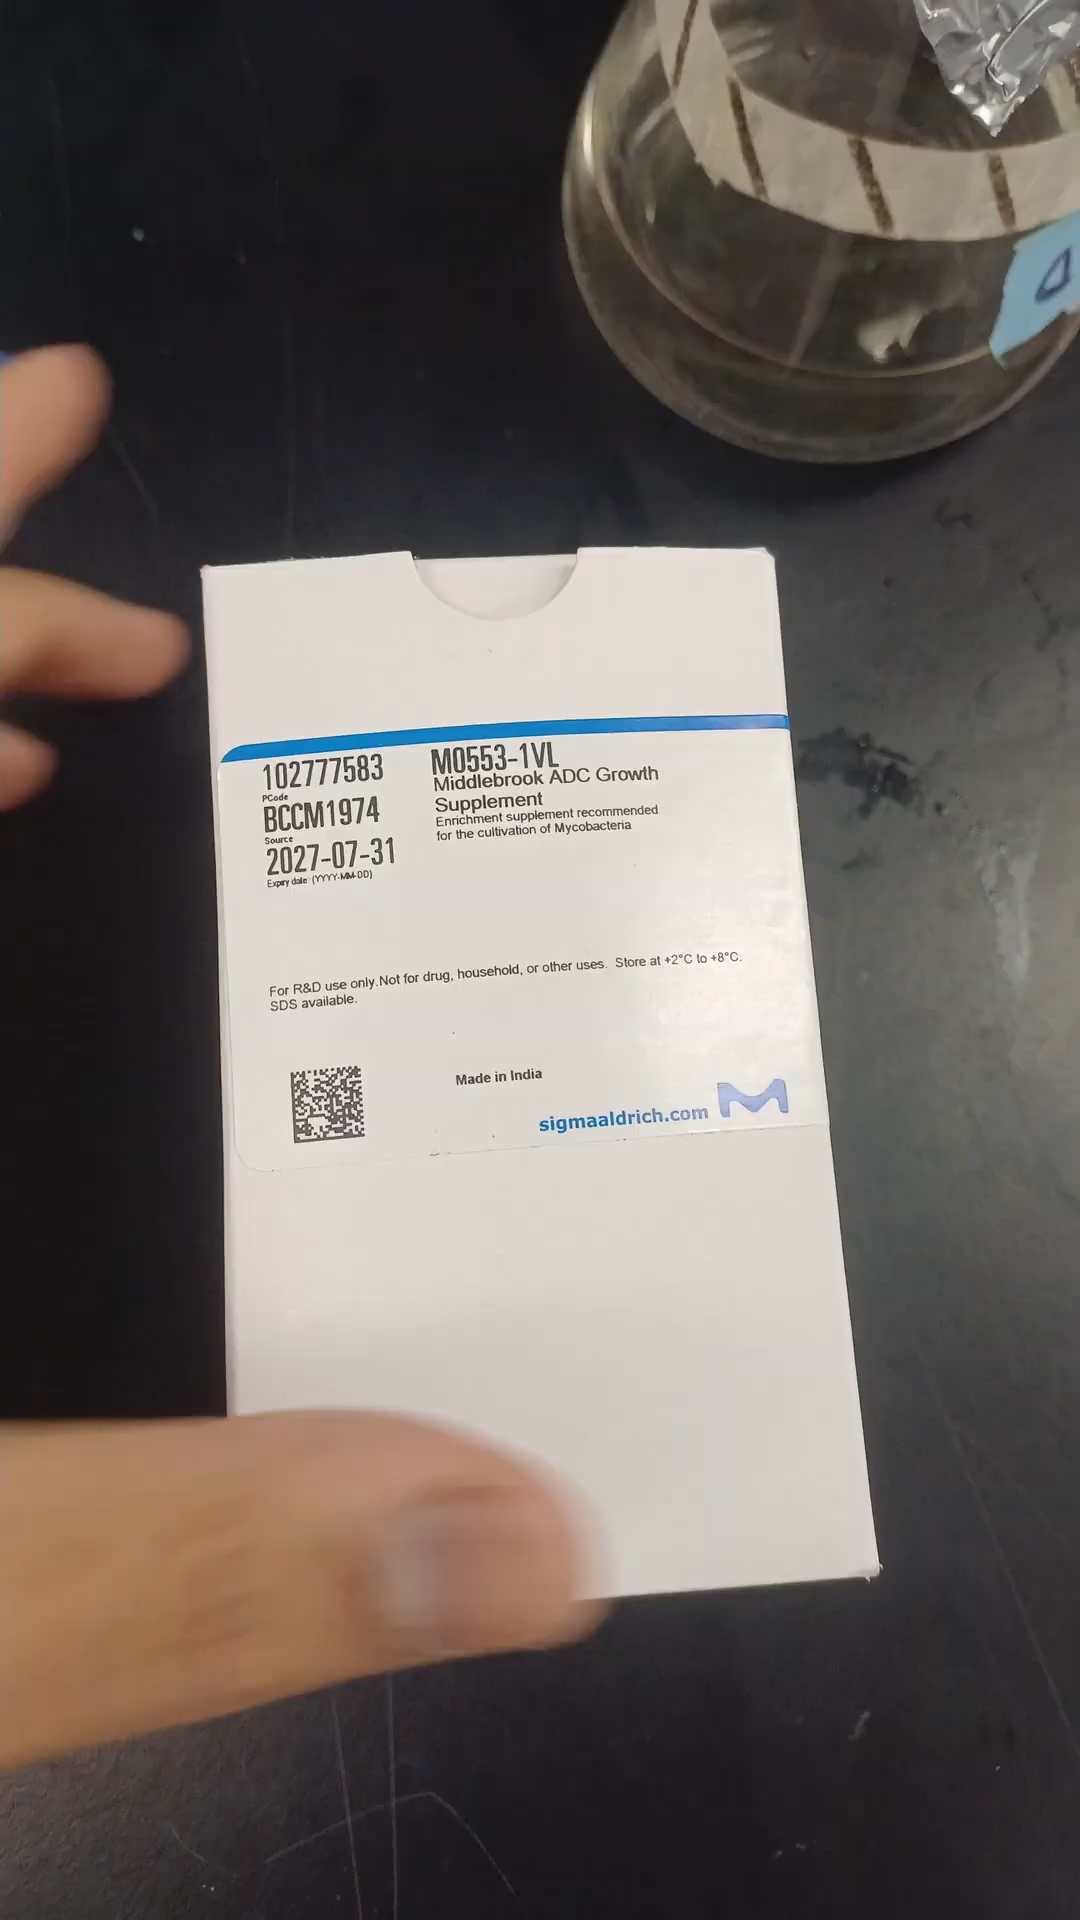 102777583
PCode
BCCM1974
Source
2027-07-31
Expiry date: (YYYY-MM-DD)
M0553-1VL
Middlebrook ADC Growth
Supplement
Enrichment supplement recommended
for the cultivation of Mycobacteria
For R&D use only.Not for drug, household, or other uses. Store at +2°C to +8°C.
SDS available.
Made in India
sigmaaldrich.com